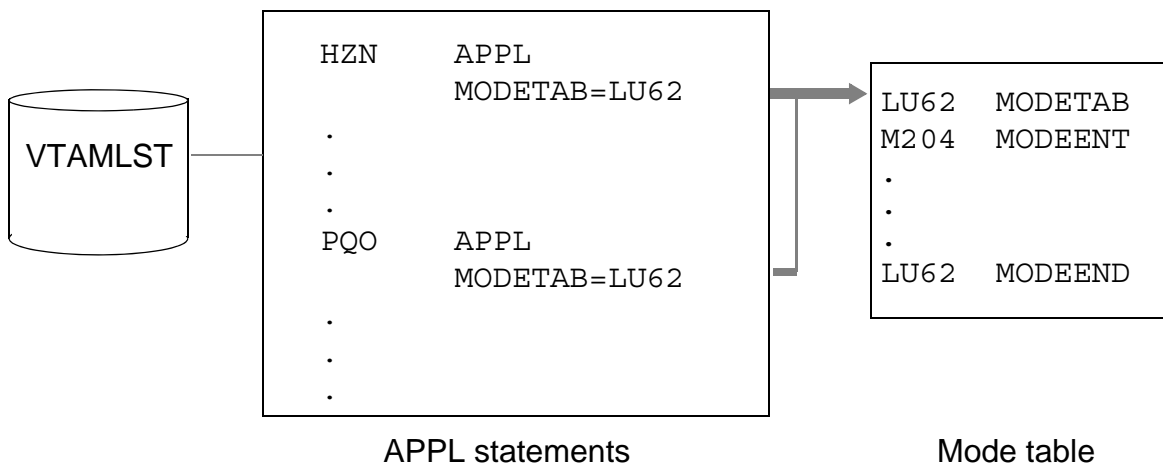 VTAMLST
HZN APPL
MODETAB=LU62
.
.
.
PQO APPL
MODETAB=LU62
.
.
.
APPL statements
LU62 MODETAB
M204 MODEENT
.
.
.
LU62 MODEEND
Mode table